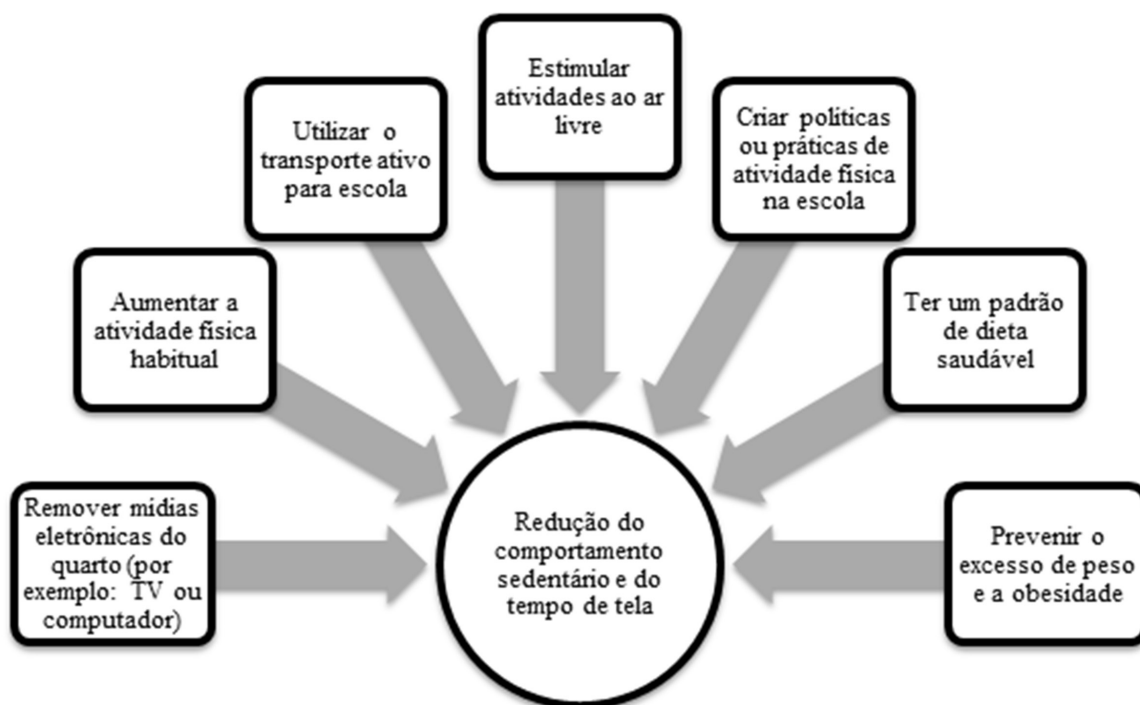 Estimular
atividades ao ar
livre
Utilizar o
transporte ativo
para escola
Criar políticas
ou práticas de
atividade física
na escola
Aumentar a
atividade física
habitual
Ter um padrão
de dieta
saudável
Remover mídias
eletrônicas do
quarto (por
exemplo: TV ou
computador)
Redução do
comportamento
sedentário e do
tempo de tela
Prevenir o
excesso de peso
e a obesidade